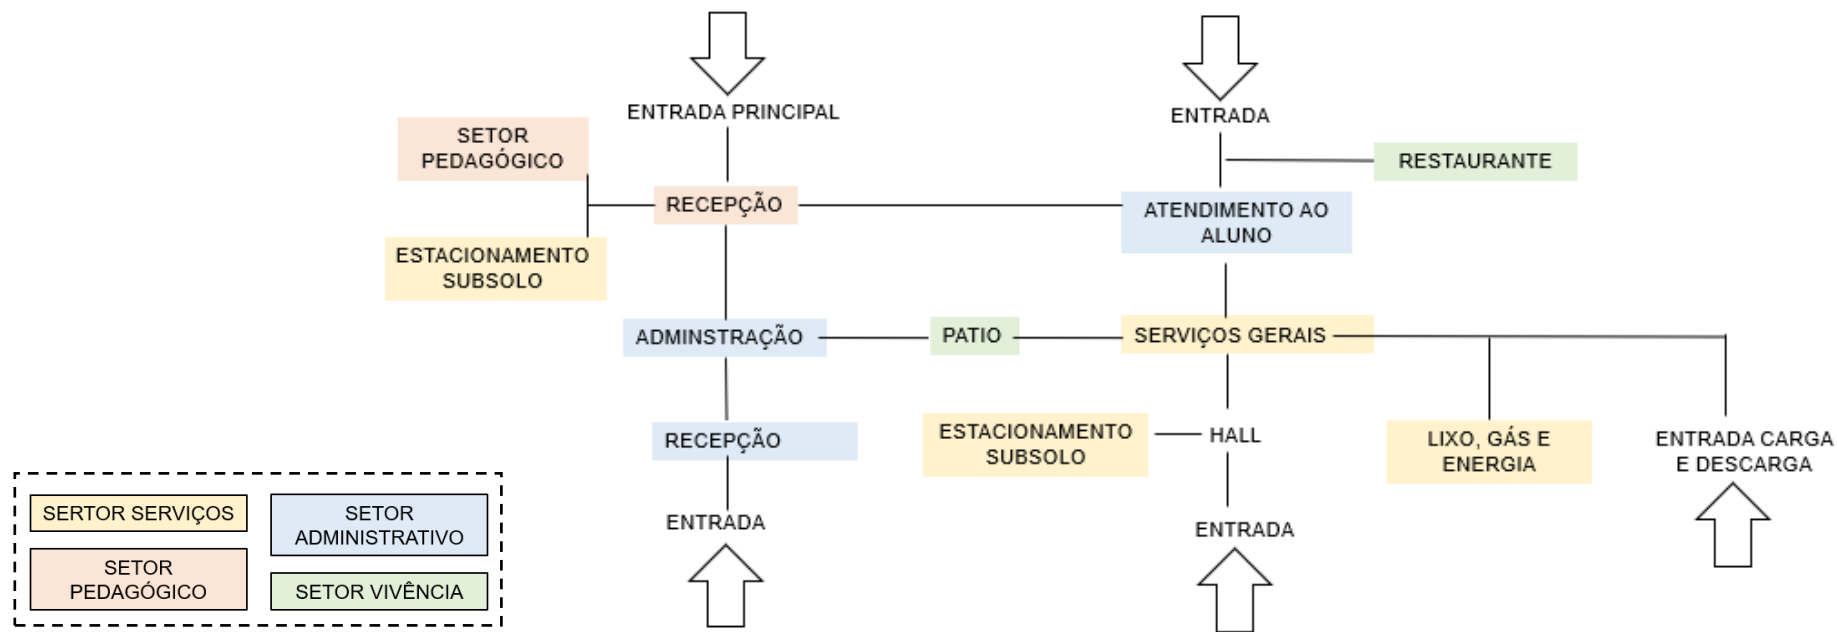 ENTRADA PRINCIPAL
ENTRADA
SETOR
PEDAGÓGICO
RESTAURANTE
RECEPÇÃO
ATENDIMENTO AO
ALUNO
ESTACIONAMENTO
SUBSOLO
ADMINSTRAÇÃO
PATIO
SERVIÇOS GERAIS
RECEPÇÃO
ESTACIONAMENTO
SUBSOLO
HALL
LIXO, GÁS E
ENERGIA
ENTRADA CARGA
E DESCARGA
ENTRADA
ENTRADA
SERTOR SERVIÇOS
SETOR
ADMINISTRATIVO
SETOR
PEDAGÓGICO
SETOR VIVÊNCIA